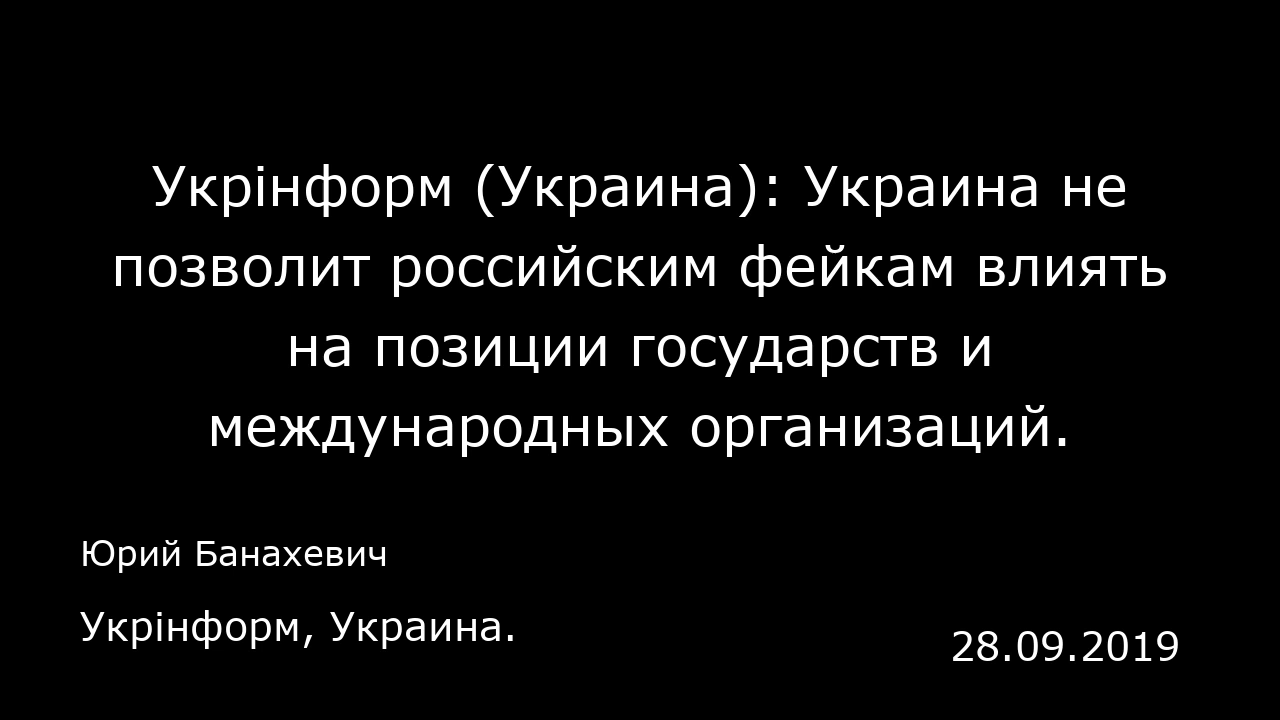 Укрінформ (Украина): Украина не
позволит российским фейкам влиять
на позиции государств и
международных организаций.
Юрий Банахевич
Укрінформ, Украина.
28.09.2019